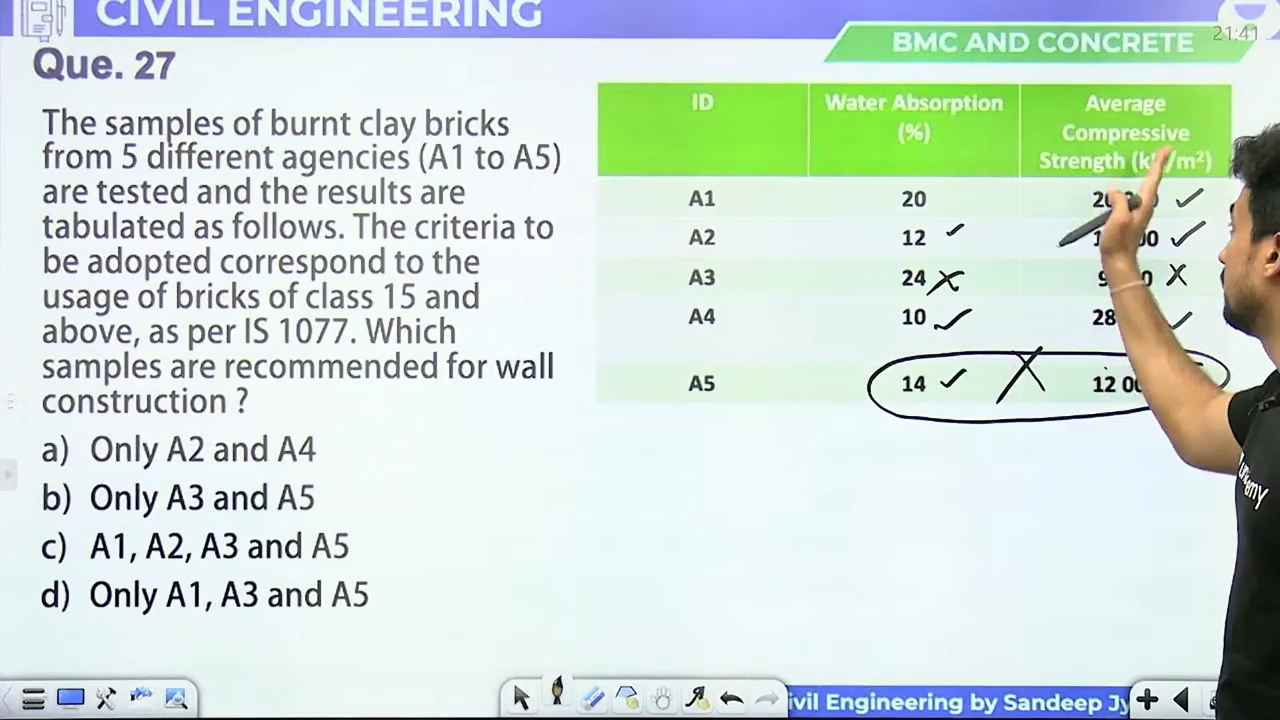 CIVIL ENGINEERING
BMC AND CONCRETE
21:41
Que. 27
The samples of burnt clay bricks
from 5 different agencies (A1 to A5)
are tested and the results are
tabulated as follows. The criteria to
be adopted correspond to the
usage of bricks of class 15 and
above, as per IS 1077. Which
samples are recommended for wall
construction ?
a) Only A2 and A4
b) Only A3 and A5
c) A1, A2, A3 and A5
d) Only A1, A3 and A5
ID Water Absorption (%) Average Compressive Strength
A1 20
A2 12
A3 24
A4 10
A5 14 12
Civil Engineering by Sandeep